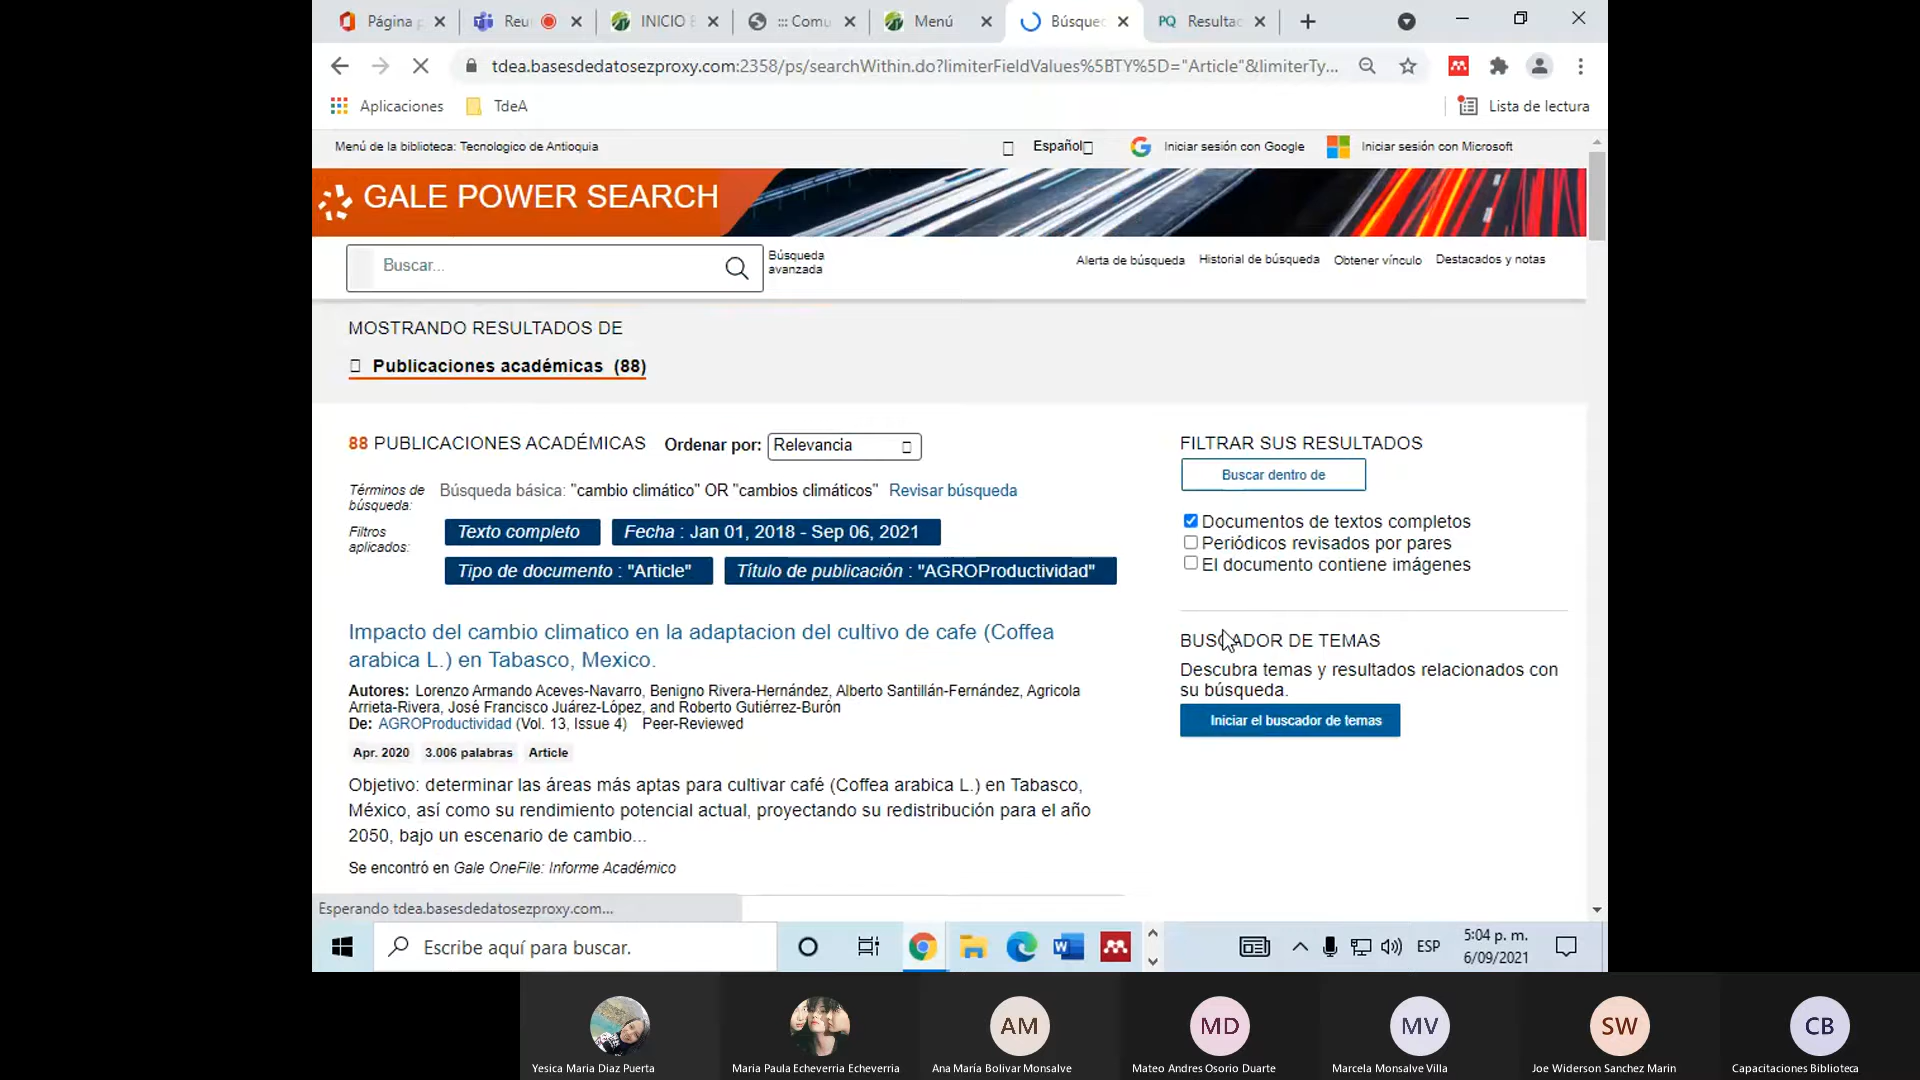 Página p
Reu
INICIO B
::: Comu
Menú
Búsqued
PQ Resultac
tdea.basesdedatosezproxy.com:2358/ps/searchWithin.do?limiterFieldValues%5BTY%5D="Article"&limiterTy...
Aplicaciones
TdeA
Lista de lectura
Menú de la biblioteca: Tecnologico de Antioquia
Español
Iniciar sesión con Google
Iniciar sesión con Microsoft
GALE POWER SEARCH
Buscar...
Búsqueda
avanzada
Alerta de búsqueda
Historial de búsqueda
Obtener vínculo
Destacados y notas
MOSTRANDO RESULTADOS DE
Publicaciones académicas (88)
88 PUBLICACIONES ACADÉMICAS
Ordenar por: Relevancia
Términos de
búsqueda:
Búsqueda básica: "cambio climático" OR "cambios climáticos" Revisar búsqueda
Filtros
aplicados:
Texto completo
Fecha : Jan 01, 2018 - Sep 06, 2021
Tipo de documento : "Article"
Título de publicación : "AGROProductividad"
Impacto del cambio climatico en la adaptacion del cultivo de cafe (Coffea
arabica L.) en Tabasco, Mexico.
Autores: Lorenzo Armando Aceves-Navarro, Benigno Rivera-Hernández, Alberto Santillán-Fernández, Agricola
Arrieta-Rivera, José Francisco Juárez-López, and Roberto Gutiérrez-Burón
De: AGROProductividad (Vol. 13, Issue 4) Peer-Reviewed
Apr. 2020 3.006 palabras Article
Objetivo: determinar las áreas más aptas para cultivar café (Coffea arabica L.) en Tabasco,
México, así como su rendimiento potencial actual, proyectando su redistribución para el año
2050, bajo un escenario de cambio...
Se encontró en Gale OneFile: Informe Académico
FILTRAR SUS RESULTADOS
Buscar dentro de
Documentos de textos completos
Periódicos revisados por pares
El documento contiene imágenes
BUSCADOR DE TEMAS
Descubra temas y resultados relacionados con
su búsqueda.
Iniciar el buscador de temas
Esperando tdea.basesdedatosezproxy.com...
Escribe aquí para buscar.
ESP
5:04 p. m.
6/09/2021
Yesica Maria Diaz Puerta
Maria Paula Echeverria Echeverria
AM
Ana María Bolivar Monsalve
MD
Mateo Andres Osorio Duarte
MV
Marcela Monsalve Villa
SW
Joe Widerson Sanchez Marin
CB
Capacitaciones Biblioteca